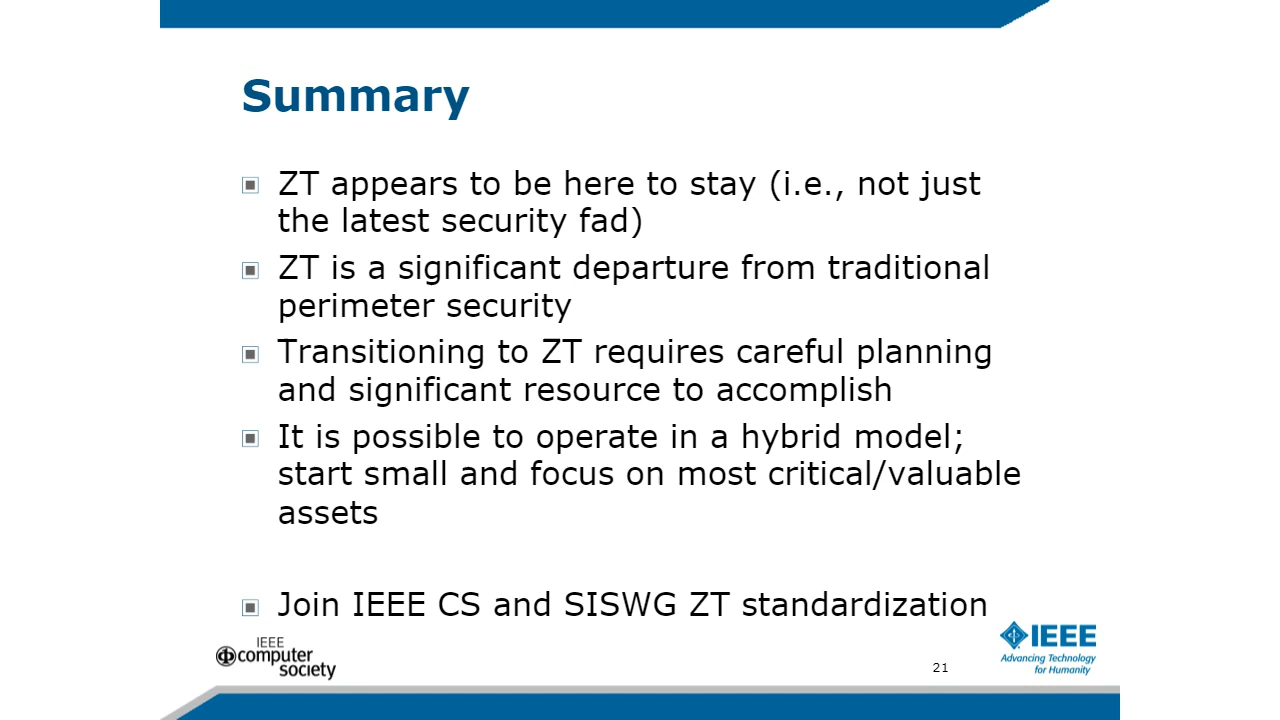 Summary
ZT appears to be here to stay (i.e., not just
the latest security fad)
ZT is a significant departure from traditional
perimeter security
Transitioning to ZT requires careful planning
and significant resource to accomplish
It is possible to operate in a hybrid model;
start small and focus on most critical/valuable
assets
Join IEEE CS and SISWG ZT standardization
IEEE
computer
society
21
IEEE
Advancing Technology
for Humanity